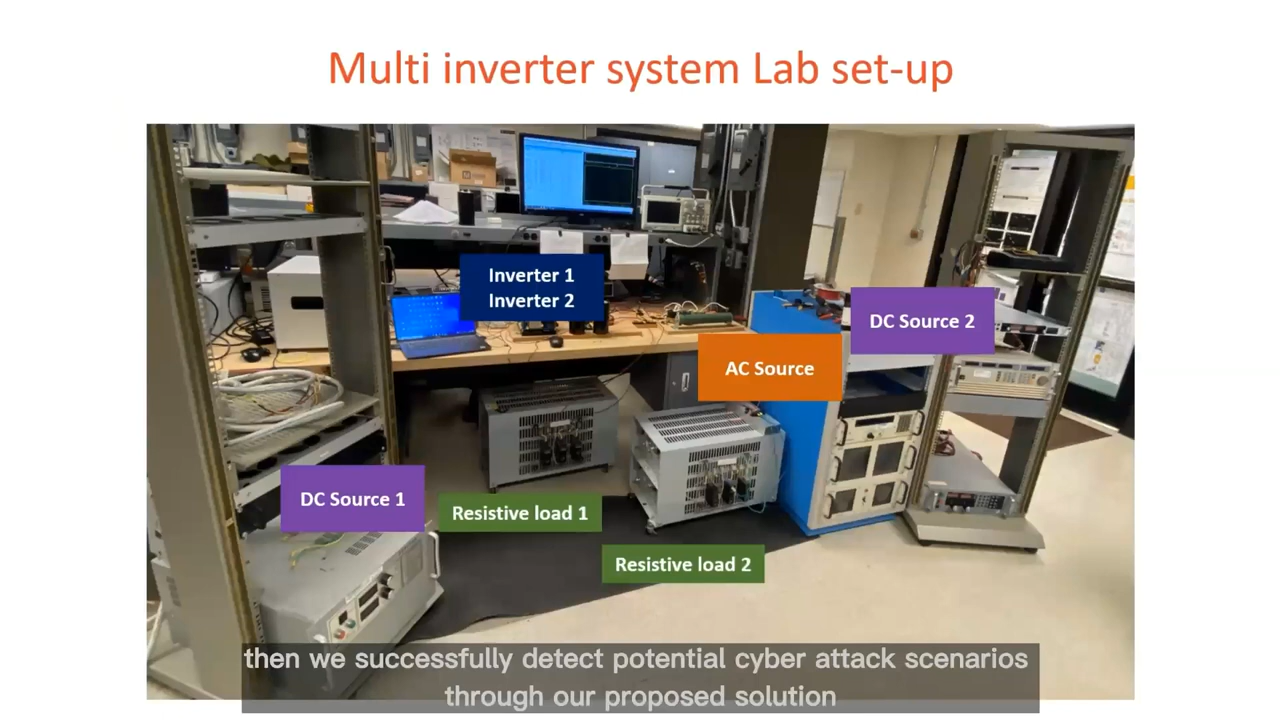 Multi inverter system Lab set-up
Inverter 1
Inverter 2
DC Source 2
AC Source
DC Source 1
Resistive load 1
Resistive load 2
then we successfully detect potential cyber attack scenarios
through our proposed solution